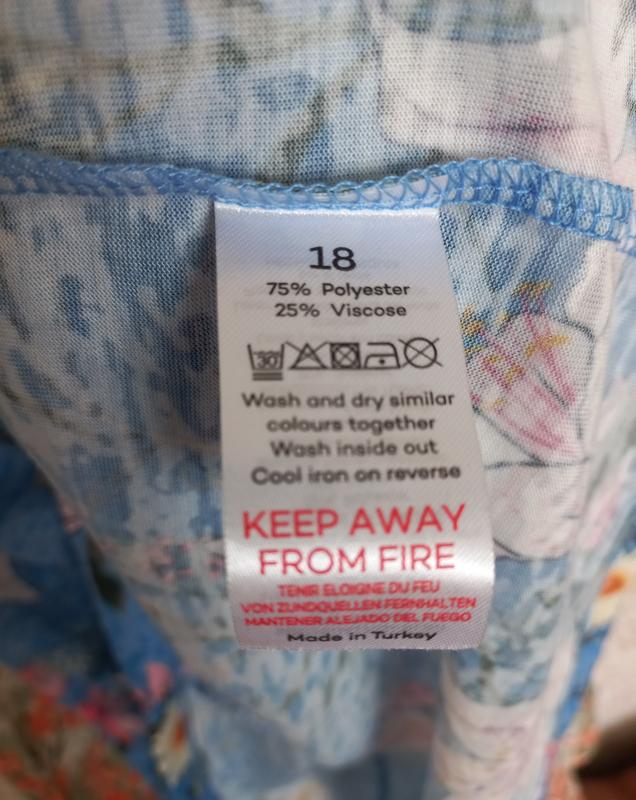 18
75% Polyester
25% Viscose
30
Wash and dry similar
colours together
Wash inside out
Cool iron on reverse
KEEP AWAY
FROM FIRE
TENIR ELOIGNE DU FEU
VON ZUNDQUELLEN FERNHALTEN
MANTENER ALEJADO DEL FUEGO
Made in Turkey